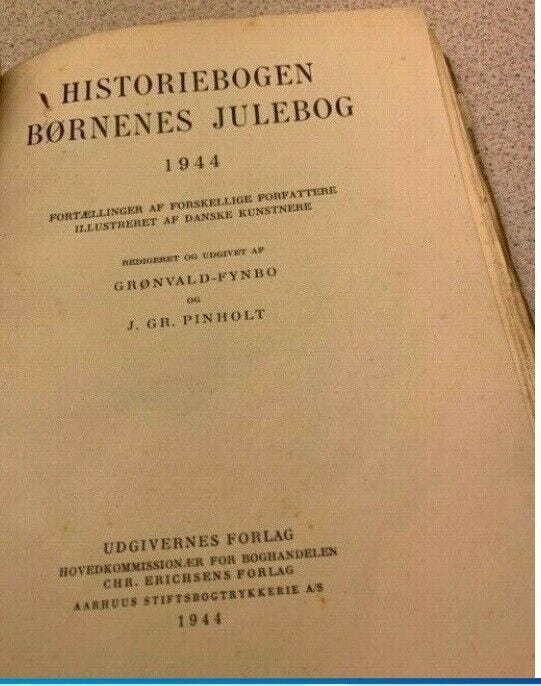 HISTORIEBOGEN
BØRNENES JULEBOG
1944
FORTÆLLINGER AF FORSKELLIGE FORFATTERE
ILLUSTRERET AF DANSKE KUNSTNERE
REDIGERET OG UDGIVET AF
GRØNVALD-FYNBO
OG
J. GR. PINHOLT
UDGIVERNES FORLAG
HOVEDKOMMISSIONÆR FOR BOGHANDELEN
CHR. ERICHSENS FORLAG
AARHUUS STIFTSBOGTRYKKERIE A/S
1944